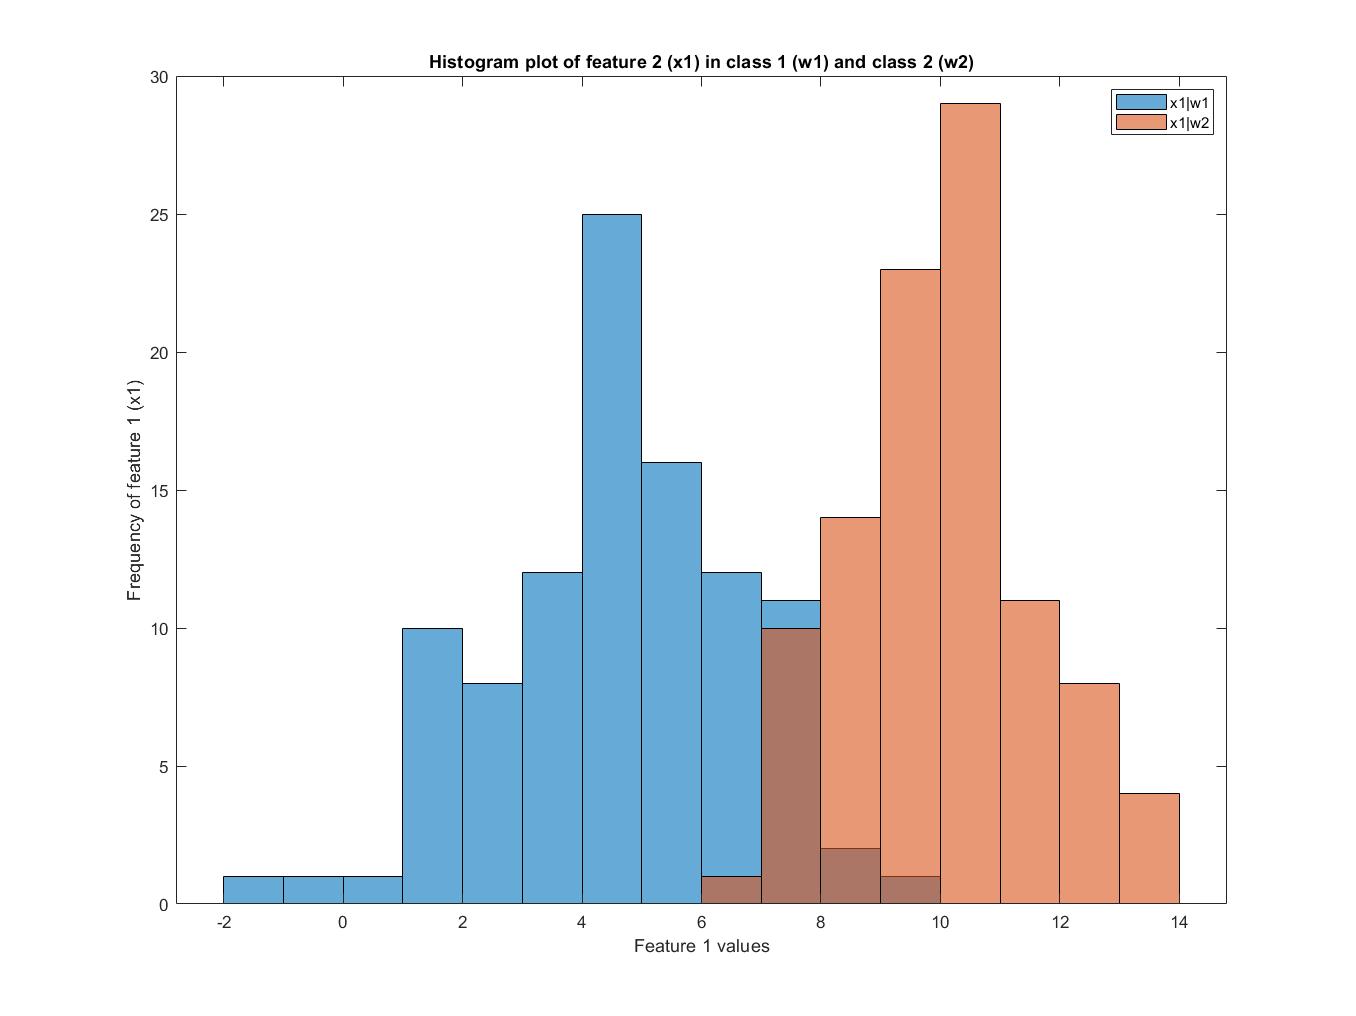 Histogram plot of feature 2 (x1) in class 1 (w1) and class 2 (w2)
x1|w1
x1|w2
30
25
20
15
10
5
0
Frequency of feature 1 (x1)
-2 0 2 4 6 8 10 12 14
Feature 1 values